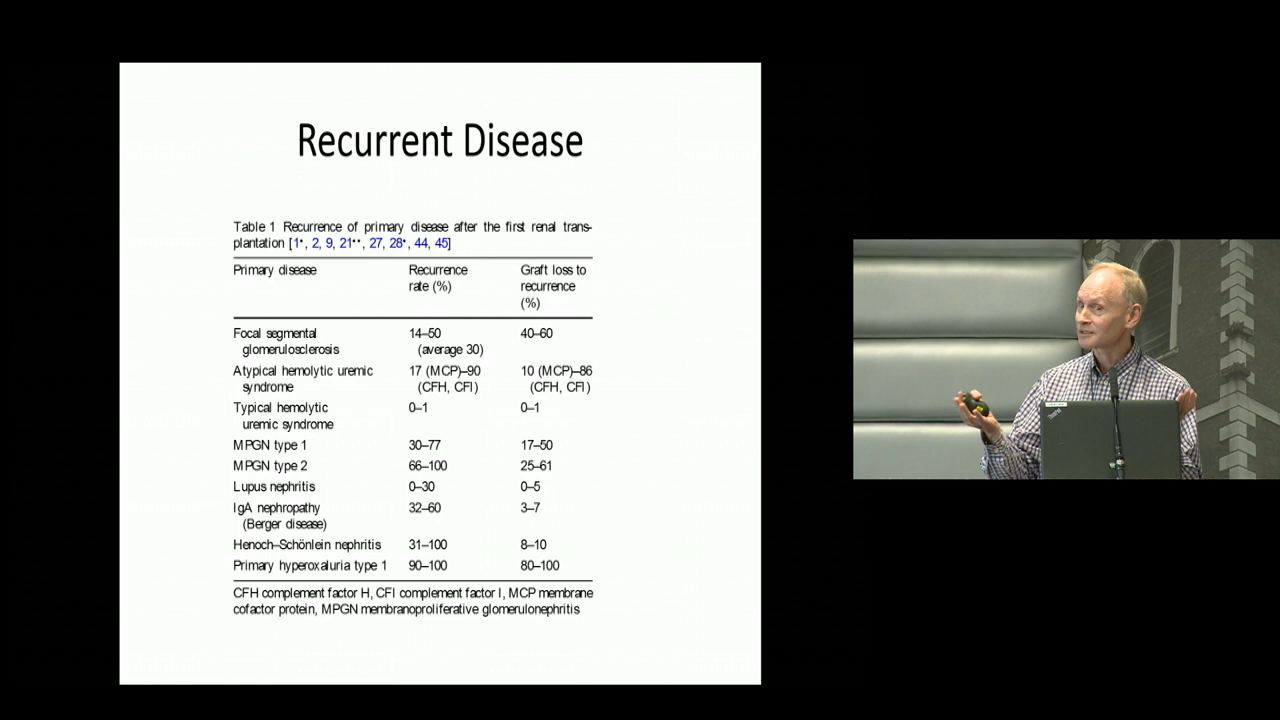 Recurrent Disease
Table 1 Recurrence of primary disease after the first renal trans-
plantation [1•, 2, 9, 21••, 27, 28•, 44, 45]
Primary disease Recurrence rate (%) Graft loss to recurrence (%)
Focal segmental glomerulosclerosis 14–50 (average 30) 40–60
Atypical hemolytic uremic syndrome 17 (MCP)–90 (CFH, CFI) 10 (MCP)–86 (CFH, CFI)
Typical hemolytic uremic syndrome 0–1 0–1
MPGN type 1 30–77 17–50
MPGN type 2 66–100 25–61
Lupus nephritis 0–30 0–5
IgA nephropathy (Berger disease) 32–60 3–7
Henoch–Schönlein nephritis 31–100 8–10
Primary hyperoxaluria type 1 90–100 80–100
CFH complement factor H, CFI complement factor I, MCP membrane
cofactor protein, MPGN membranoproliferative glomerulonephritis